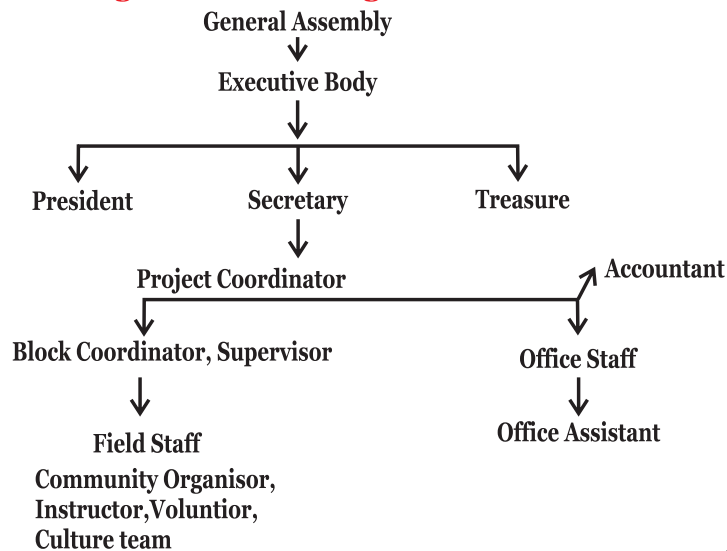 General Assembly
Executive Body
President
Secretary
Treasure
Project Coordinator
Accountant
Block Coordinator, Supervisor
Office Staff
Field Staff
Office Assistant
Community Organisor,
Instructor,Voluntior,
Culture team